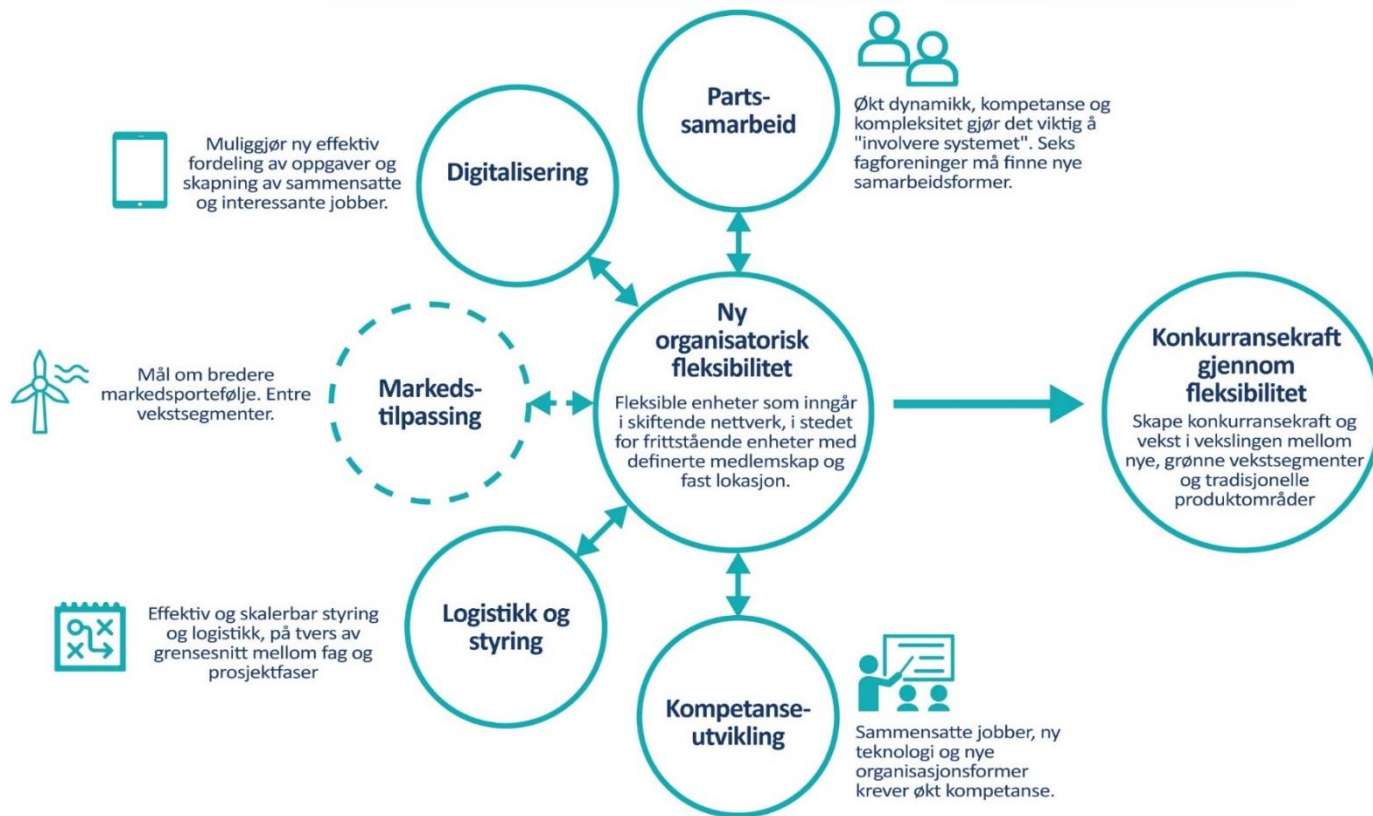 Parts-
samarbeid
Økt dynamikk, kompetanse og
kompleksitet gjør det viktig å
"involvere systemet". Seks
fagforeninger må finne nye
samarbeidsformer.
Muliggjør ny effektiv
fordeling av oppgaver og
skapning av sammensatte
og interessante jobber.
Digitalisering
Mål om bredere
markedsportefølje. Entre
vekstsegmenter.
Markeds-
tilpassing
Ny
organisatorisk
fleksibilitet
Fleksible enheter som inngår
i skiftende nettverk, i stedet
for frittstående enheter med
definerte medlemskap og
fast lokasjon.
Konkurransekraft
gjennom
fleksibilitet
Skape konkurransekraft og
vekst i vekslingen mellom
nye, grønne vekstsegmenter
og tradisjonelle
produktområder
Effektiv og skalerbar styring
og logistikk, på tvers av
grensesnitt mellom fag og
prosjektfaser
Logistikk og
styring
Kompetanse-
utvikling
Sammensatte jobber, ny
teknologi og nye
organisasjonsformer
krever økt kompetanse.